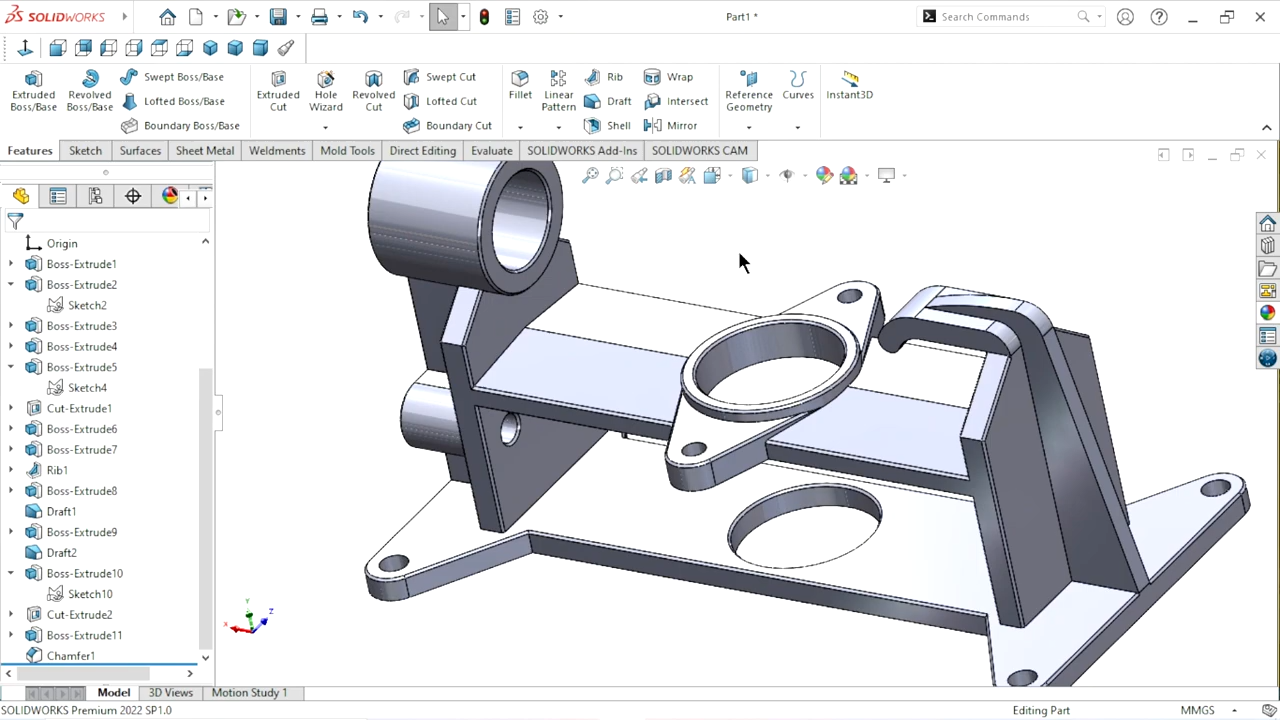 SOLIDWORKS
Part1 *
Search Commands
Extruded Boss/Base
Revolved Boss/Base
Swept Boss/Base
Lofted Boss/Base
Boundary Boss/Base
Extruded Cut
Hole Wizard
Revolved Cut
Swept Cut
Lofted Cut
Boundary Cut
Fillet
Linear Pattern
Rib
Draft
Shell
Wrap
Intersect
Mirror
Reference Geometry
Curves
Instant3D
Features
Sketch
Surfaces
Sheet Metal
Weldments
Mold Tools
Direct Editing
Evaluate
SOLIDWORKS Add-Ins
SOLIDWORKS CAM
Origin
Boss-Extrude1
Boss-Extrude2
Sketch2
Boss-Extrude3
Boss-Extrude4
Boss-Extrude5
Sketch4
Cut-Extrude1
Boss-Extrude6
Boss-Extrude7
Rib1
Boss-Extrude8
Draft1
Boss-Extrude9
Draft2
Boss-Extrude10
Sketch10
Cut-Extrude2
Boss-Extrude11
Chamfer1
Y
X
Z
Model
3D Views
Motion Study 1
SOLIDWORKS Premium 2022 SP1.0
Editing Part
MMGS